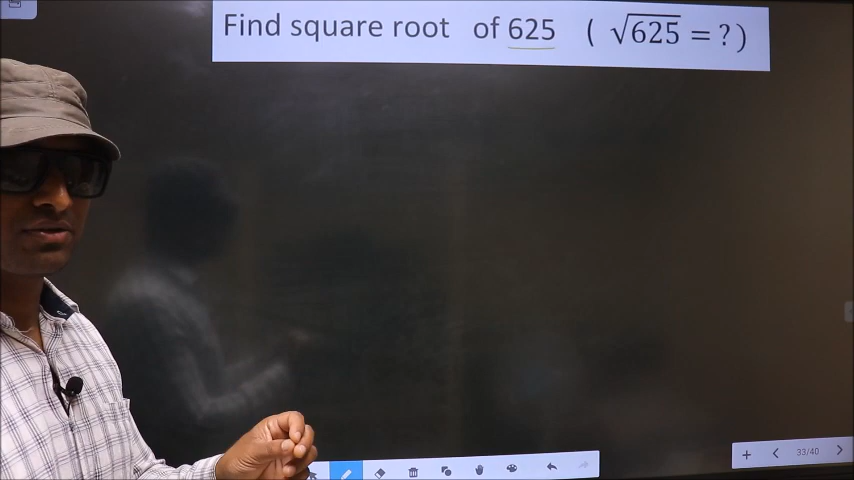 Find square root of 625 ( √625 = ? )
33/40